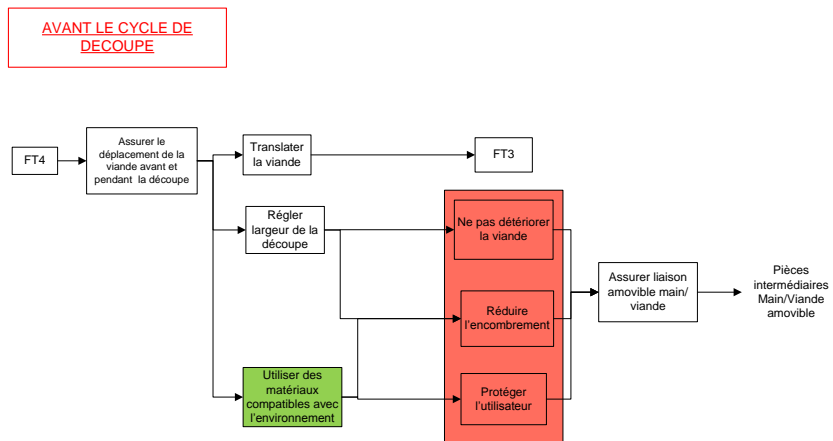 AVANT LE CYCLE DE
DECOUPE
FT4
Assurer le
déplacement de la
viande avant et
pendant la découpe
Translater
la viande
FT3
Régler
largeur de la
découpe
Ne pas détériorer
la viande
Assurer liaison
amovible main/
viande
Pièces
intermédiaires
Main/Viande
amovible
Réduire
l'encombrement
Utiliser des
matériaux
compatibles avec
l'environnement
Protéger
l'utilisateur